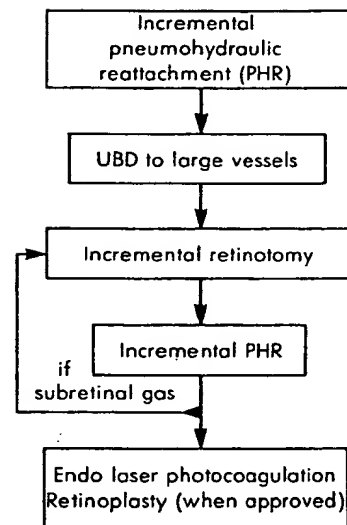 Incremental
pneumohydraulic
reattachment (PHR)
UBD to large vessels
Incremental retinotomy
Incremental PHR
if
subretinal gas
Endo laser photocoagulation
Retinoplasty (when approved)